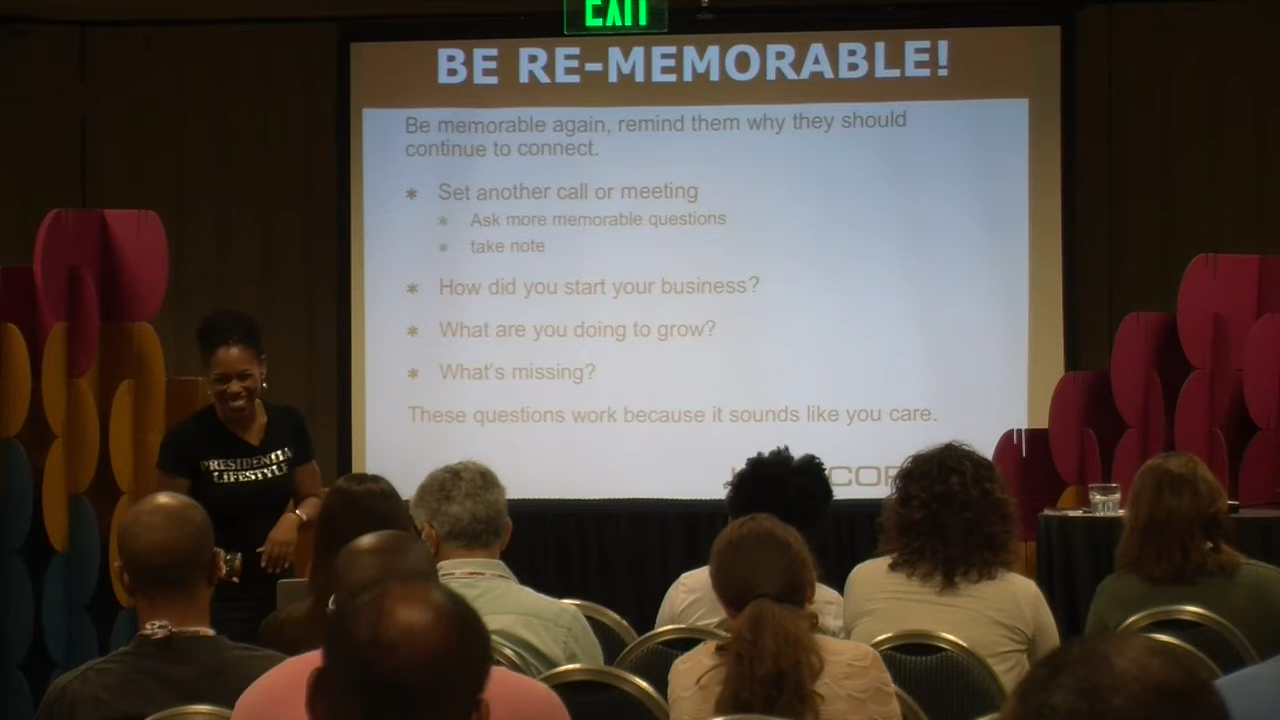 EXIT
BE RE-MEMORABLE!
Be memorable again, remind them why they should
continue to connect.
* Set another call or meeting
* Ask more memorable questions
* take note
* How did you start your business?
* What are you doing to grow?
* What's missing?
These questions work because it sounds like you care.
PRESIDENTIAL
LIFESTYLE